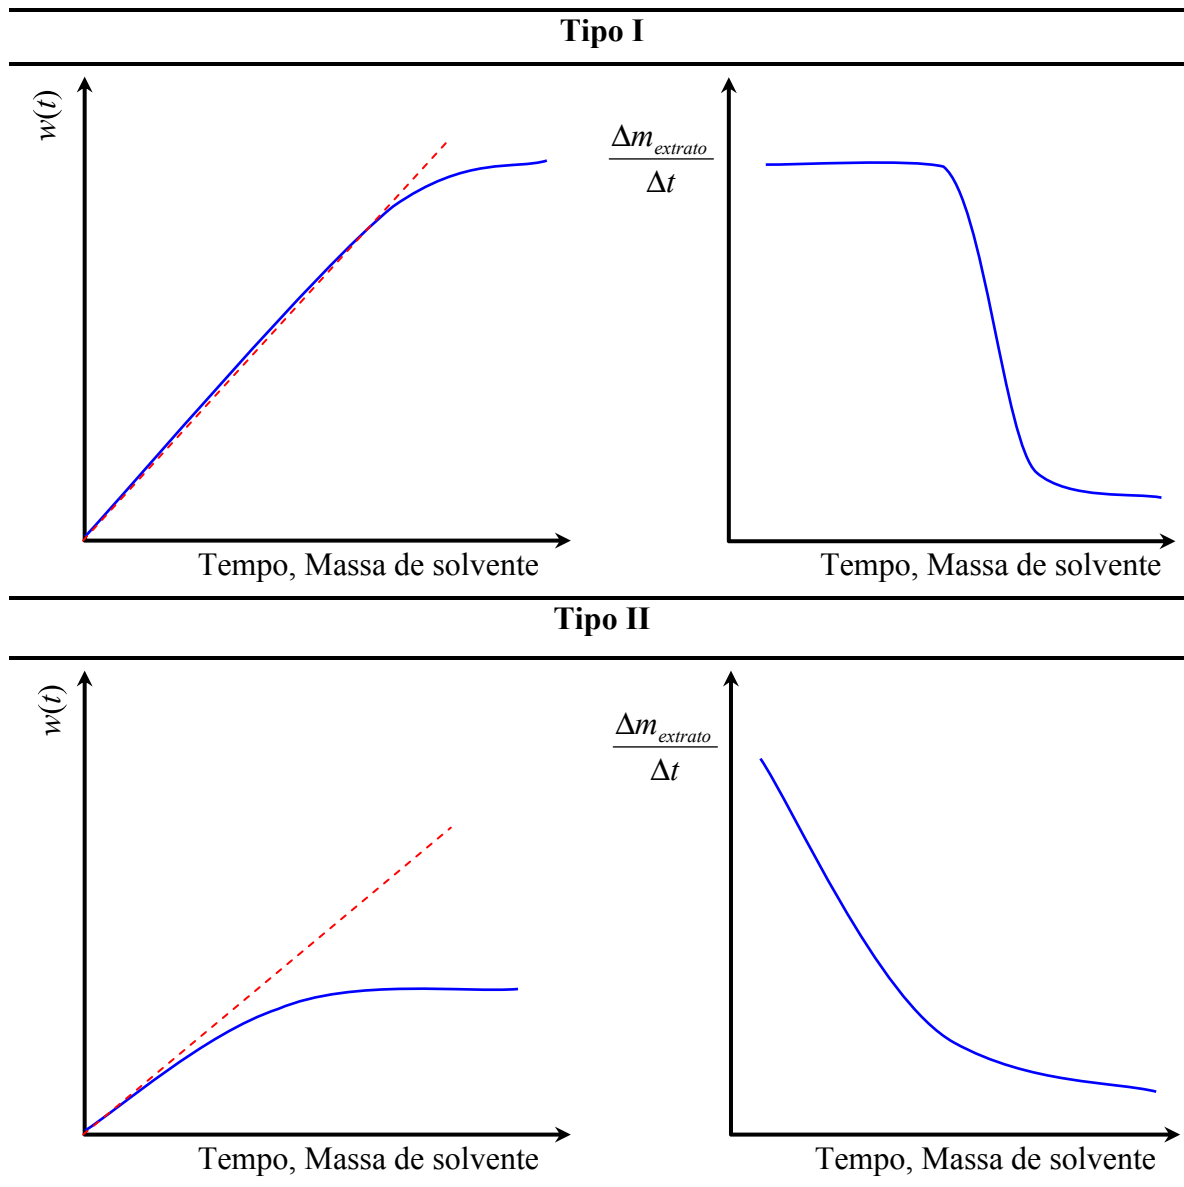 Tipo I
w(t)
Δm_extrato
Δt
Tempo, Massa de solvente
Tempo, Massa de solvente
Tipo II
w(t)
Δm_extrato
Δt
Tempo, Massa de solvente
Tempo, Massa de solvente